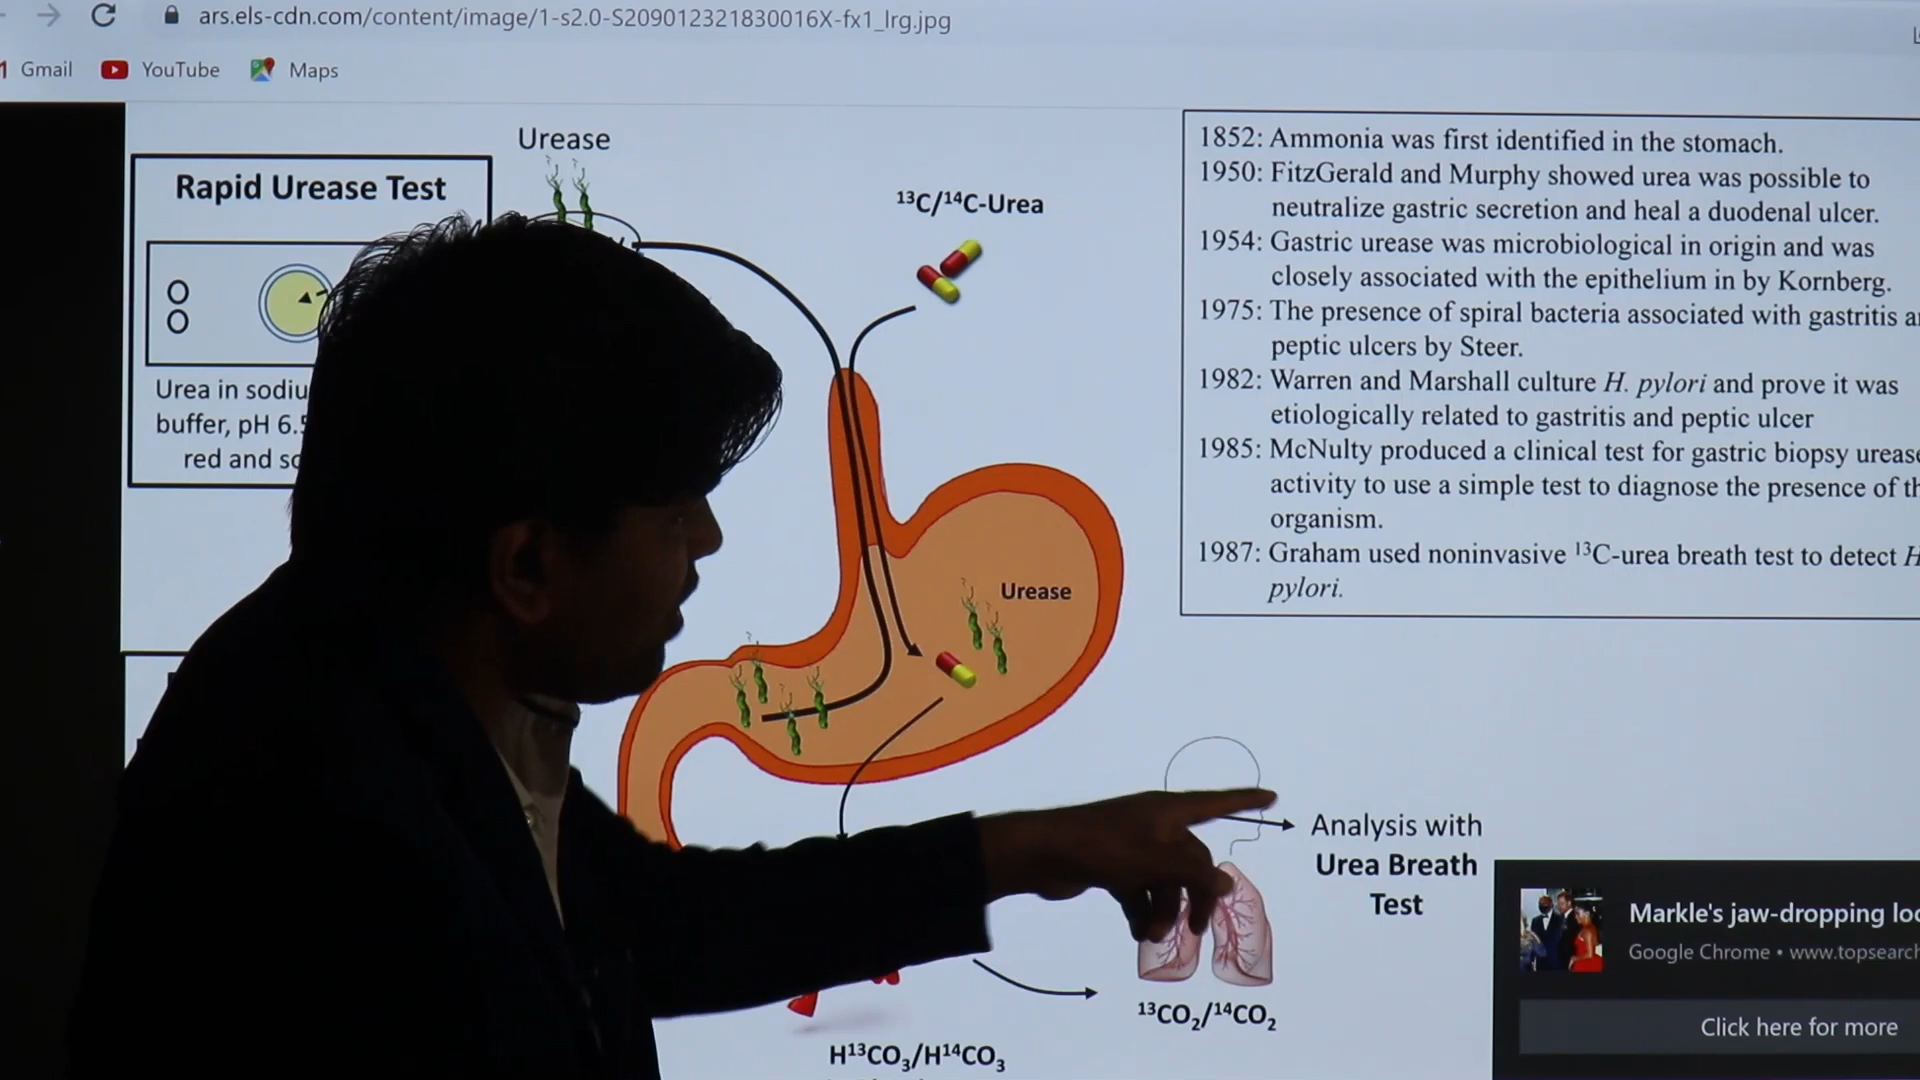 ars.els-cdn.com/content/image/1-s2.0-S209012321830016X-fx1_lrg.jpg
Gmail YouTube Maps
Urease
Rapid Urease Test
Urea in
buffer, pH
red and
¹³C/¹⁴C-Urea
Urease
1852: Ammonia was first identified in the stomach.
1950: FitzGerald and Murphy showed urea was possible to
neutralize gastric secretion and heal a duodenal ulcer.
1954: Gastric urease was microbiological in origin and was
closely associated with the epithelium in by Kornberg.
1975: The presence of spiral bacteria associated with gastritis
peptic ulcers by Steer.
1982: Warren and Marshall culture H. pylori and prove it was
etiologically related to gastritis and peptic ulcer
1985: McNulty produced a clinical test for gastric biopsy urease
activity to use a simple test to diagnose the presence of
organism.
1987: Graham used noninvasive ¹³C-urea breath test to detect H
pylori.
Analysis with
Urea Breath
Test
¹³CO₂/¹⁴CO₂
H¹³CO₃/H¹⁴CO₃
Markle's jaw-dropping
Google Chrome • www.topsearch
Click here for more